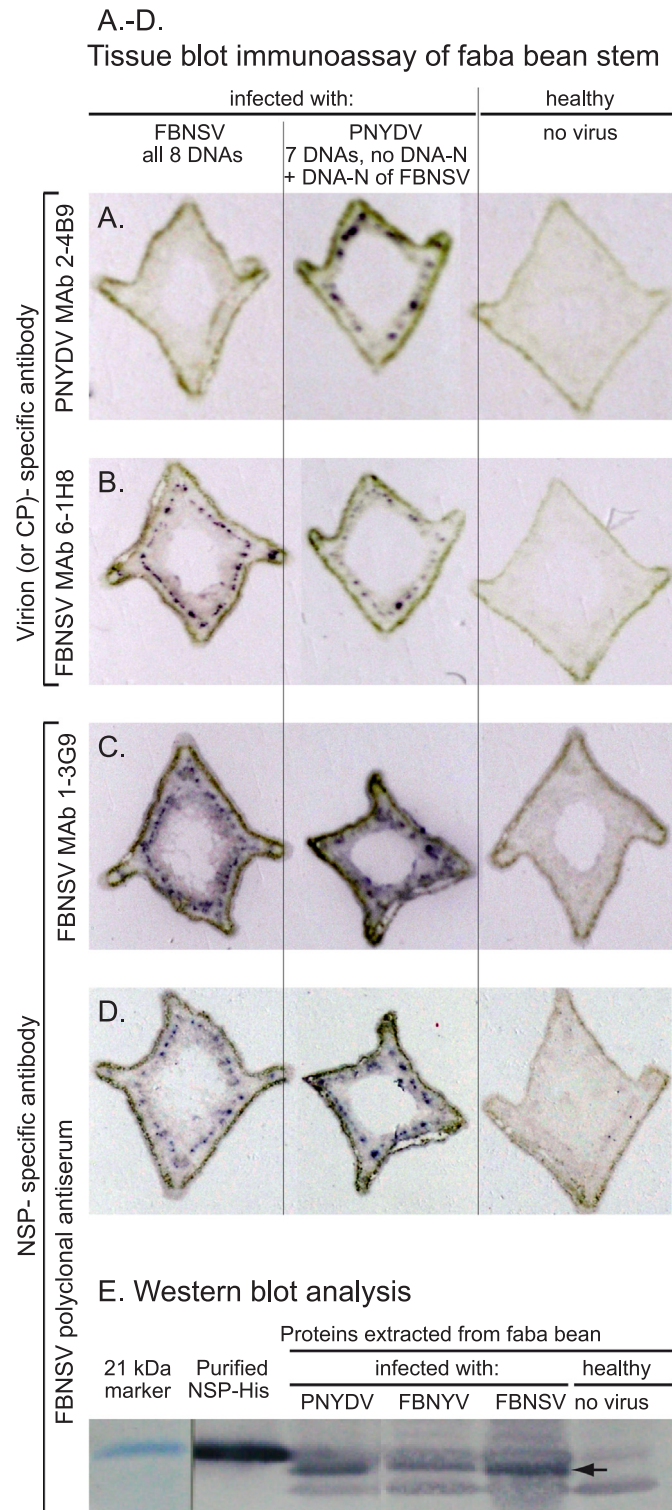 A.-D.
Tissue blot immunoassay of faba bean stem
infected with:
healthy
FBNSV
all 8 DNAs
PNYDV
7 DNAs, no DNA-N
+ DNA-N of FBNSV
no virus
Virion (or CP)- specific antibody
PNYDV MAb 2-4B9
A.
FBNSV MAb 6-1H8
B.
NSP- specific antibody
FBNSV MAb 1-3G9
C.
FBNSV polyclonal antiserum
D.
E. Western blot analysis
Proteins extracted from faba bean
21 kDa
marker
Purified
NSP-His
infected with:
healthy
PNYDV
FBNYV
FBNSV
no virus